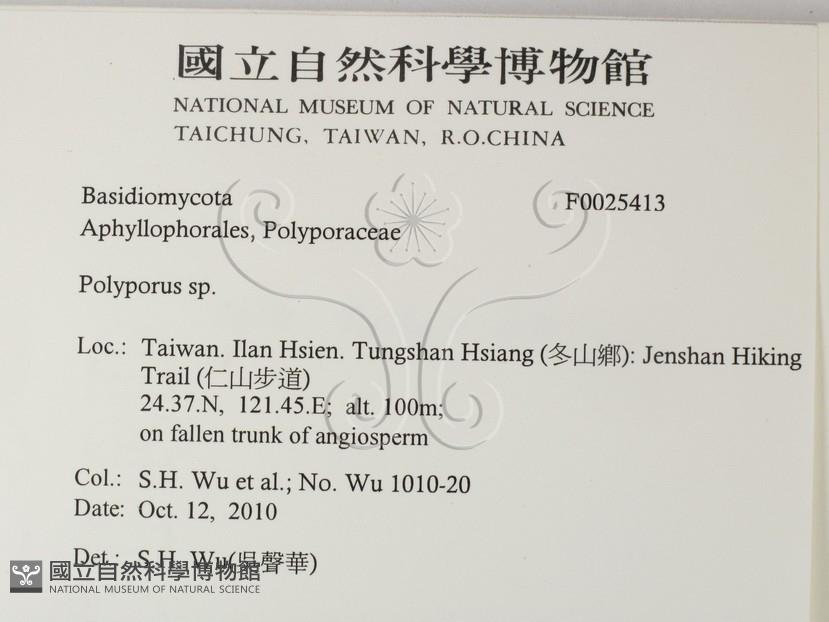 國立自然科學博物館
NATIONAL MUSEUM OF NATURAL SCIENCE
TAICHUNG, TAIWAN, R.O.CHINA
Basidiomycota F0025413
Aphyllophorales, Polyporaceae
Polyporus sp.
Loc.: Taiwan. Ilan Hsien. Tungshan Hsiang (冬山鄉): Jenshan Hiking
Trail (仁山步道)
24.37.N, 121.45.E; alt. 100m;
on fallen trunk of angiosperm
Col.: S.H. Wu et al.; No. Wu 1010-20
Date: Oct. 12, 2010
Det.: S.H. Wu(吳聲華)
國立自然科學博物館
NATIONAL MUSEUM OF NATURAL SCIENCE